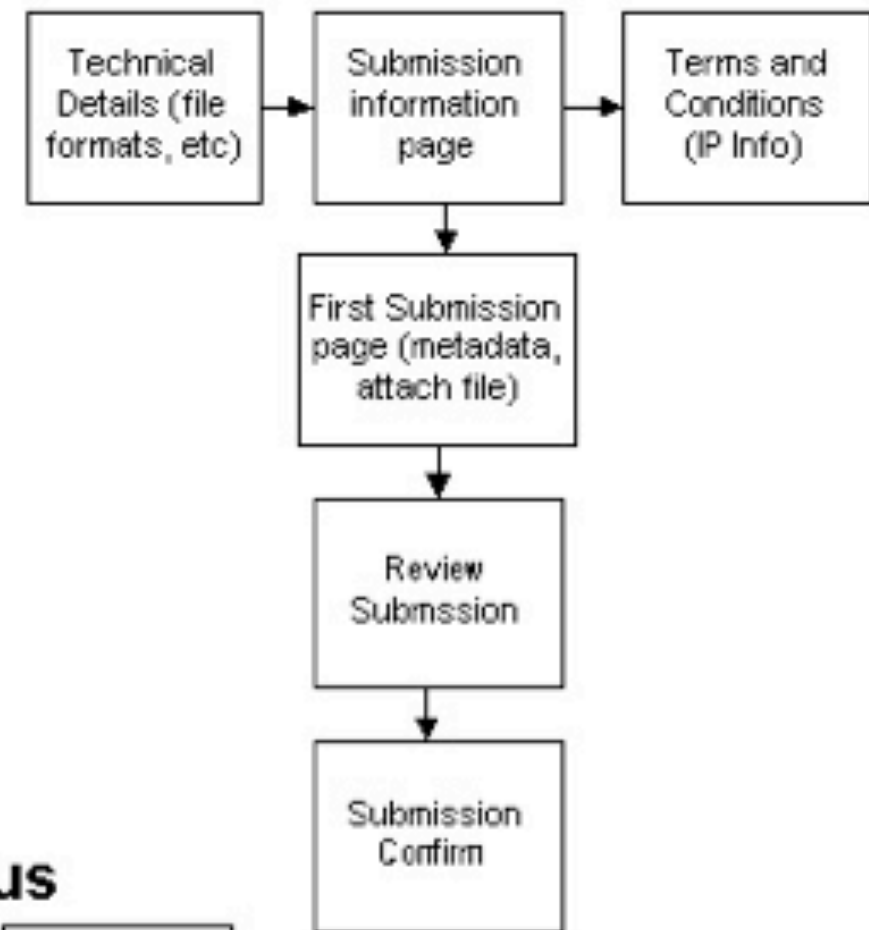 Technical
Details (file
formats, etc)
Submission
information
page
Terms and
Conditions
(IP Info)
First Submission
page (metadata,
attach file)
Review
Submssion
Submission
Confirm
us